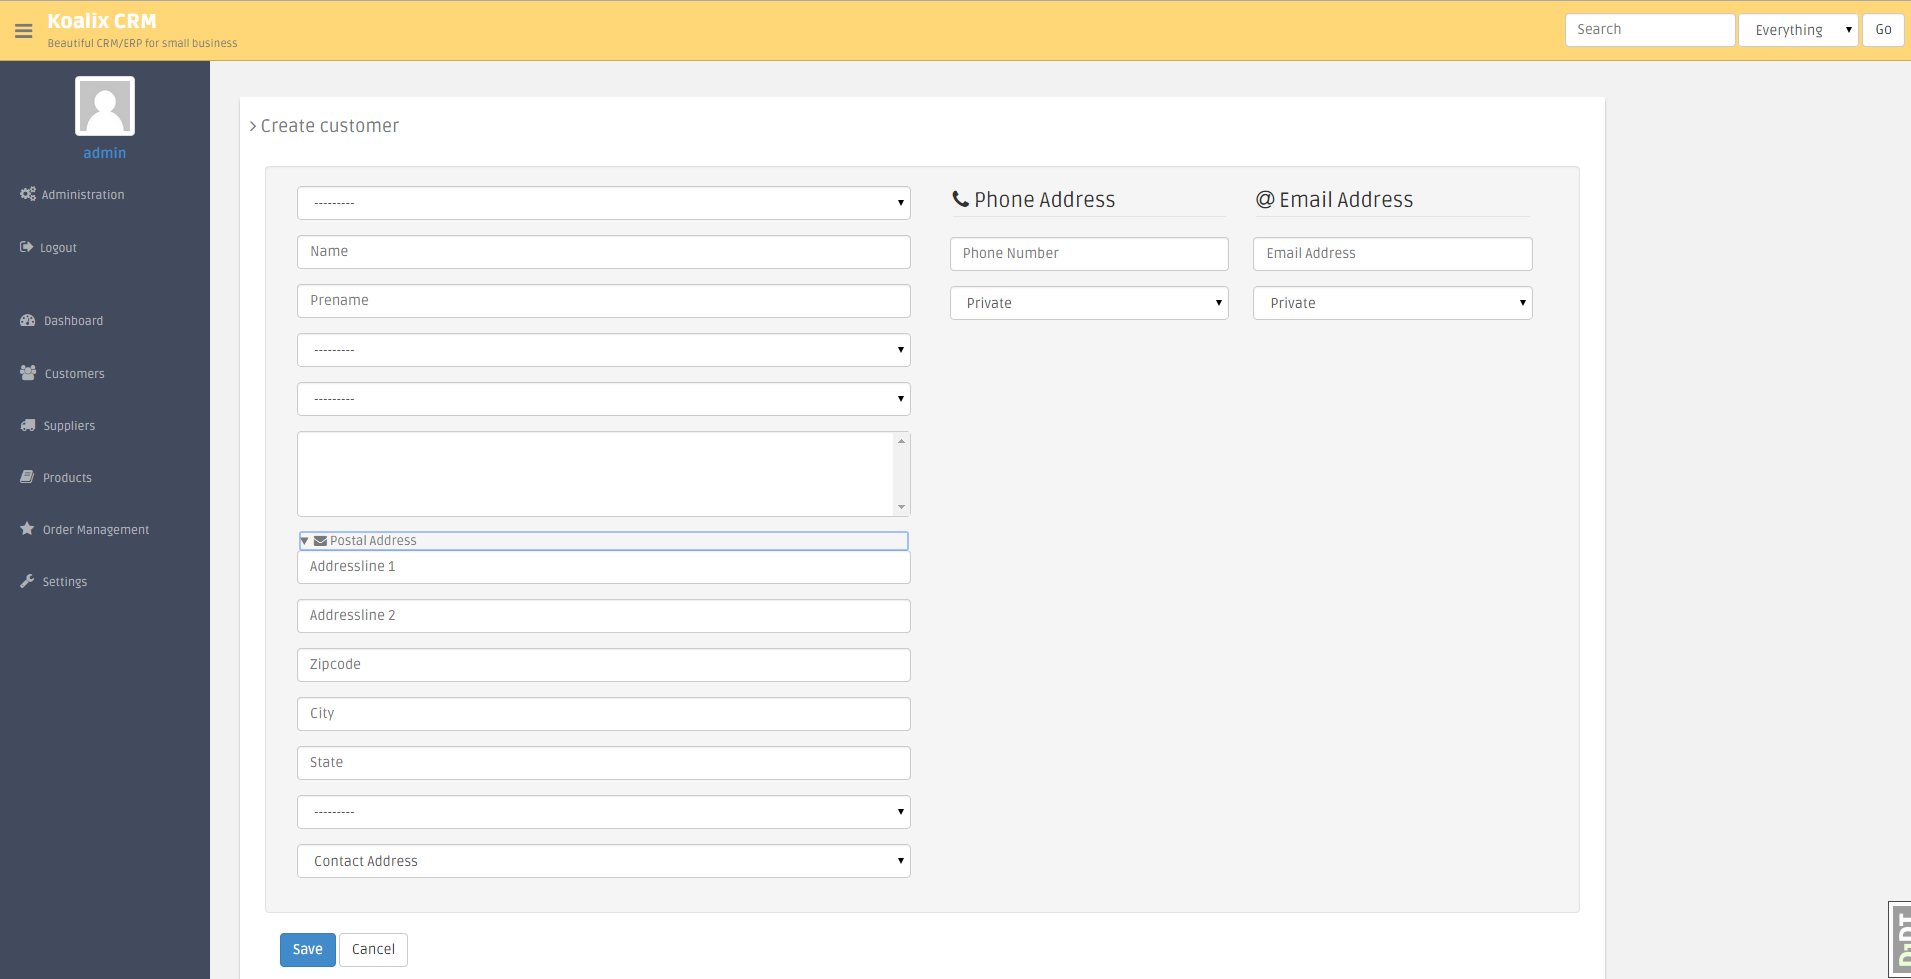 Koalix CRM
Beautiful CRM/ERP for small business
Search
Everything
Go
admin
Administration
Logout
Dashboard
Customers
Suppliers
Products
Order Management
Settings
Create customer
---------
Name
Prename
---------
---------
Postal Address
Addressline 1
Addressline 2
Zipcode
City
State
---------
Contact Address
Phone Address
Phone Number
Private
@ Email Address
Email Address
Private
Save
Cancel
DjDT